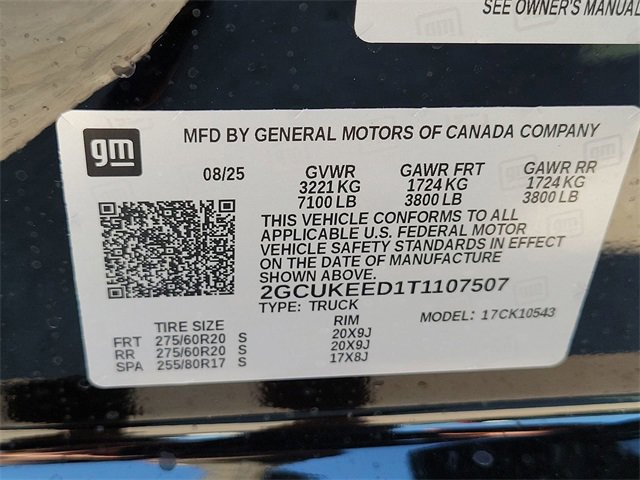 SEE OWNER'S MANUAL
gm
MFD BY GENERAL MOTORS OF CANADA COMPANY
08/25 GVWR GAWR FRT GAWR RR
3221 KG 1724 KG 1724 KG
7100 LB 3800 LB 3800 LB
THIS VEHICLE CONFORMS TO ALL
APPLICABLE U.S. FEDERAL MOTOR
VEHICLE SAFETY STANDARDS IN EFFECT
ON THE DATE OF MANUFACTURE
SHOWN ABOVE.
2GCUKEED1T1107507
TYPE: TRUCK MODEL: 17CK10543
TIRE SIZE RIM
FRT 275/60R20 S 20X9J
RR 275/60R20 S 20X9J
SPA 255/80R17 S 17X8J